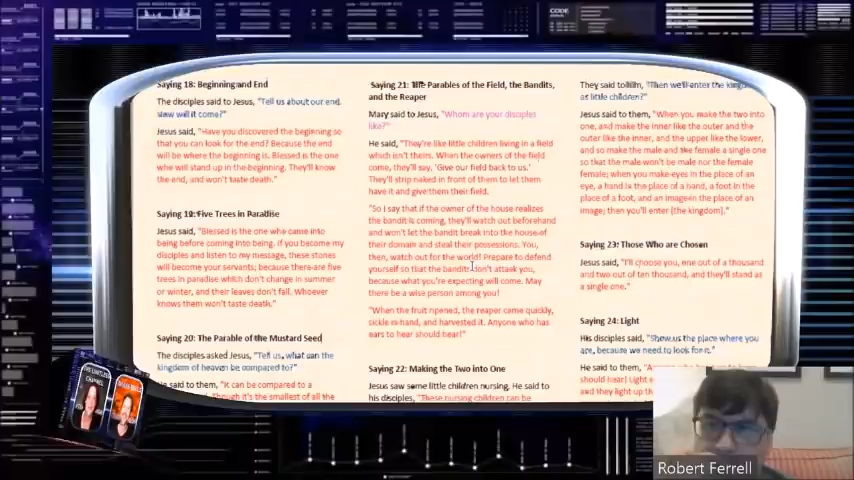 CODE
Saying 18: Beginning and End
The disciples said to Jesus, "Tell us about our end.
How will it come?"
Jesus said, "Have you discovered the beginning so
that you can look for the end? Because the end
will be where the beginning is. Blessed is the one
who will stand up in the beginning. They'll know
the end, and won't taste death."
Saying 19: Five Trees in Paradise
Jesus said, "Blessed is the one who came into
being before coming into being. If you become my
disciples and listen to my message, these stones
will become your servants; because there are five
trees in paradise which don't change in summer
or winter, and their leaves don't fall. Whoever
knows them won't taste death."
Saying 20: The Parable of the Mustard Seed
The disciples asked Jesus, "Tell us, what can the
kingdom of heaven be compared to?"
He said to them, "It can be compared to a
Though it's the smallest of all the
Saying 21: The Parables of the Field, the Bandits,
and the Reaper
Mary said to Jesus, "Whom are your disciples
like?"
He said, "They're like little children living in a field
which isn't theirs. When the owners of the field
come, they'll say, 'Give our field back to us.'
They'll strip naked in front of them to let them
have it and give them their field.
"So I say that if the owner of the house realizes
the bandit is coming, they'll watch out beforehand
and won't let the bandit break into the house of
their domain and steal their possessions. You,
then, watch out for the world! Prepare to defend
yourself so that the bandits don't attack you,
because what you're expecting will come. May
there be a wise person among you!
"When the fruit opened, the reaper came quickly,
sickle in hand, and harvested it. Anyone who has
ears to hear should hear!"
Saying 22: Making the Two into One
Jesus saw some little children nursing. He said to
his disciples, "These nursing children can be
They said to him, "Then we'll enter the kingdom
as little children?"
Jesus said to them, "When you make the two into
one, and make the inner like the outer and the
outer like the inner, and the upper like the lower,
and so make the male and the female a single one
so that the male won't be male nor the female
female; when you make eyes in the place of an
eye, a hand in the place of a hand, a foot in the
place of a foot, and an image in the place of an
image; then you'll enter [the kingdom]."
Saying 23: Those Who are Chosen
Jesus said, "I'll choose you, one out of a thousand
and two out of ten thousand, and they'll stand as
a single one."
Saying 24: Light
His disciples said, "Show us the place where you
are, because we need to look for it."
He said to them,
should hear! Light
and they light up th
Robert Ferrell